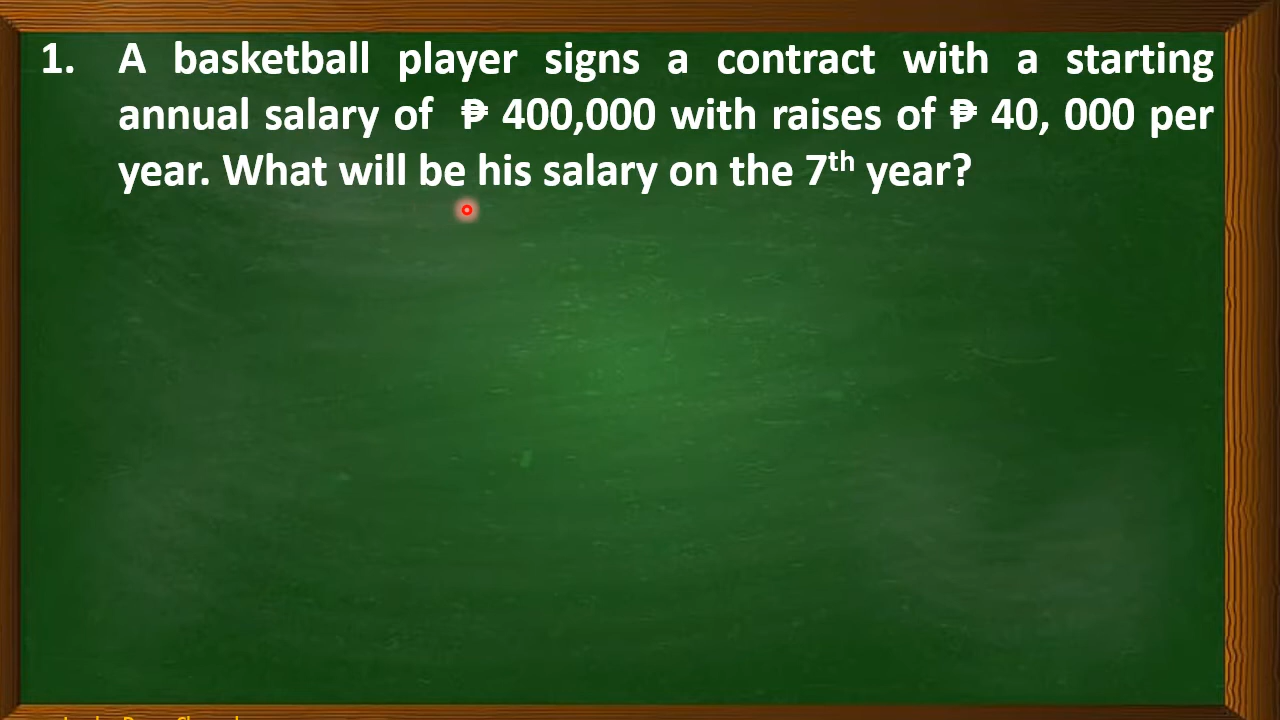 1. A basketball player signs a contract with a starting
annual salary of ₱ 400,000 with raises of ₱ 40, 000 per
year. What will be his salary on the 7th year?